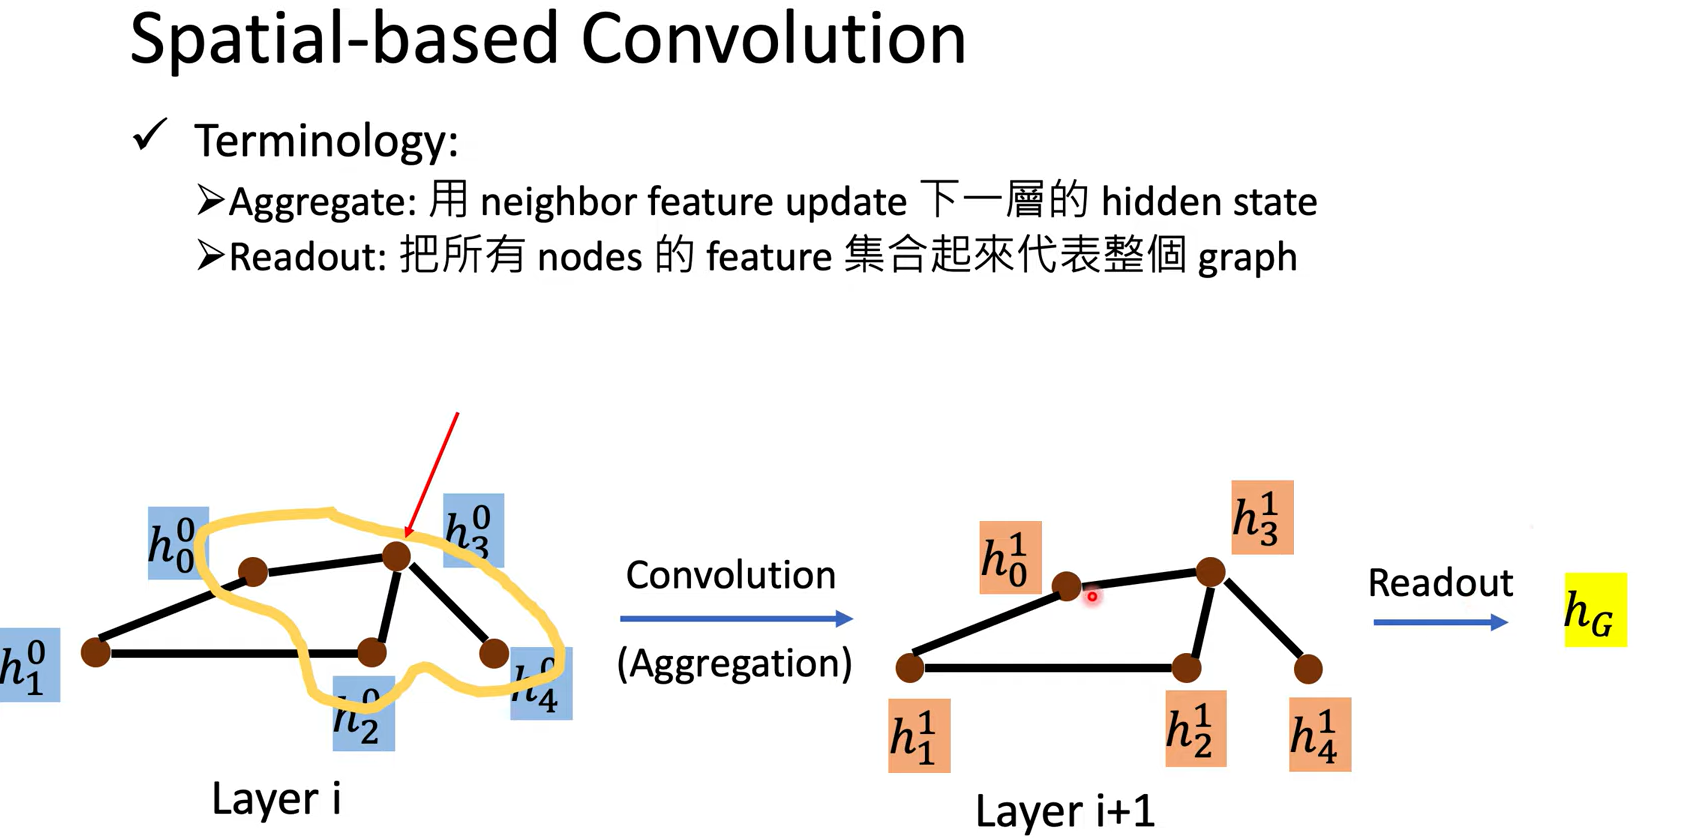 Spatial-based Convolution
✓ Terminology:
➢Aggregate: 用 neighbor feature update 下一層的 hidden state
➢Readout: 把所有 nodes 的 feature 集合起來代表整個 graph
h_0^0
h_3^0
h_1^0
h_2^0
h_4^0
Layer i
Convolution
(Aggregation)
h_0^1
h_3^1
h_1^1
h_2^1
h_4^1
Layer i+1
Readout
h_G